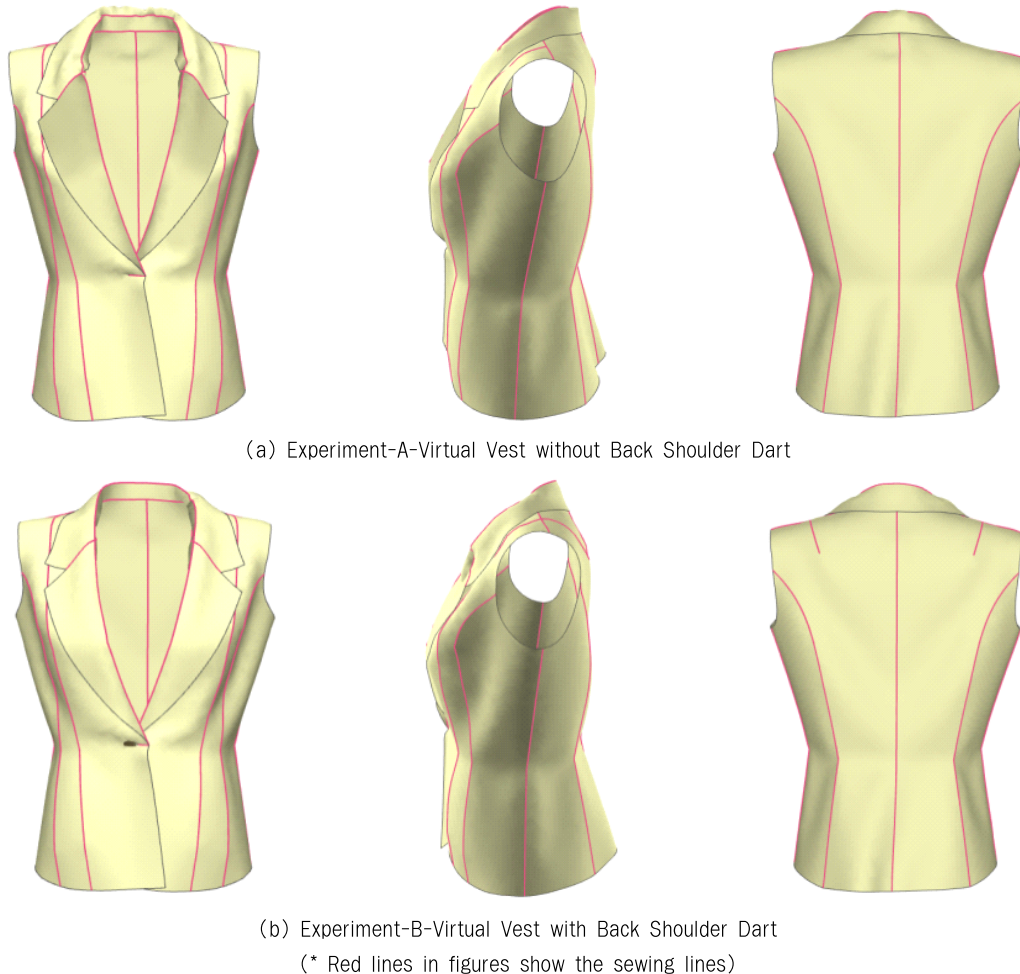 (a) Experiment-A-Virtual Vest without Back Shoulder Dart
(b) Experiment-B-Virtual Vest with Back Shoulder Dart
(* Red lines in figures show the sewing lines)